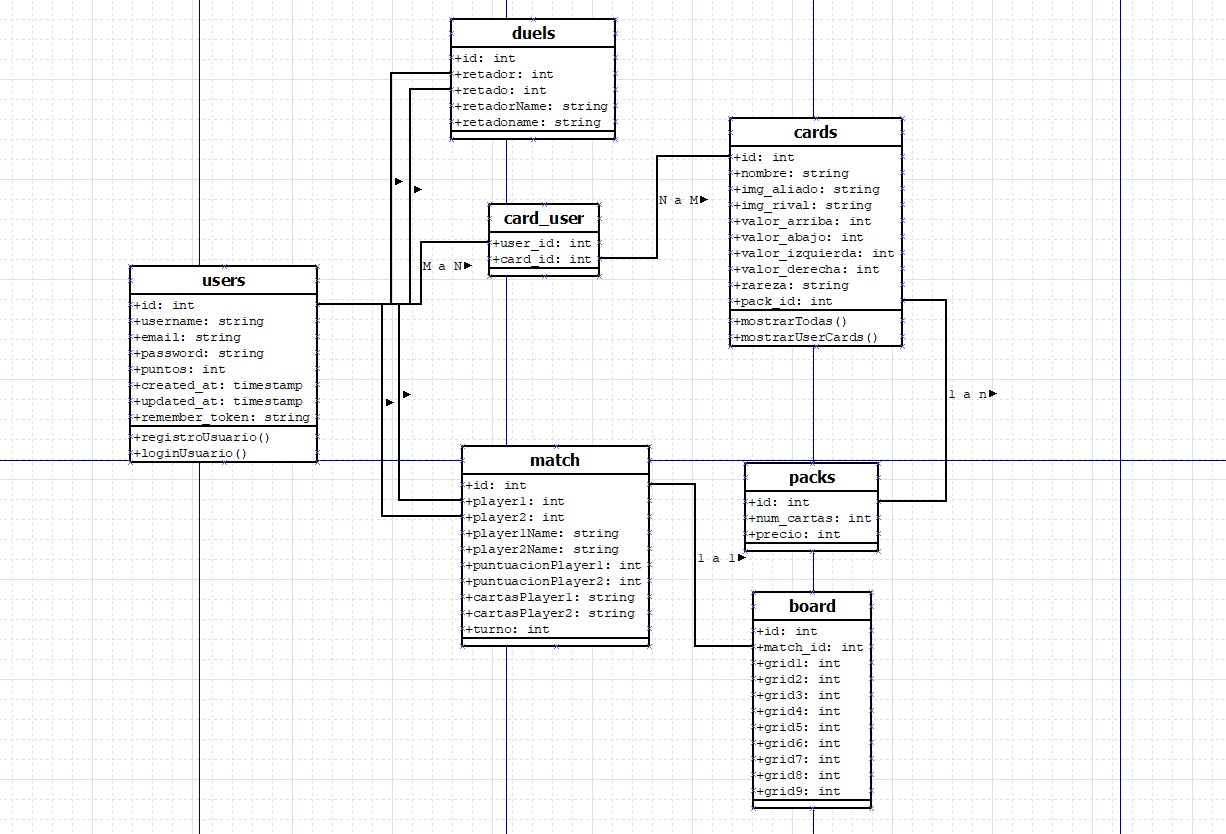 duels
+id: int
+retador: int
+retado: int
+retadorName: string
+retadoname: string
cards
+id: int
+nombre: string
+img_aliado: string
+img_rival: string
+valor_arriba: int
+valor_abajo: int
+valor_izquierda: int
+valor_derecha: int
+rareza: string
+pack_id: int
+mostrarTodas()
+mostrarUserCards()
N a M
card_user
+user_id: int
+card_id: int
M a N
users
+id: int
+username: string
+email: string
+password: string
+puntos: int
+created_at: timestamp
+updated_at: timestamp
+remember_token: string
+registroUsuario()
+loginUsuario()
1 a n
match
+id: int
+player1: int
+player2: int
+player1Name: string
+player2Name: string
+puntuacionPlayer1: int
+puntuacionPlayer2: int
+cartasPlayer1: string
+cartasPlayer2: string
+turno: int
packs
+id: int
+num_cartas: int
+precio: int
1 a 1
board
+id: int
+match_id: int
+grid1: int
+grid2: int
+grid3: int
+grid4: int
+grid5: int
+grid6: int
+grid7: int
+grid8: int
+grid9: int